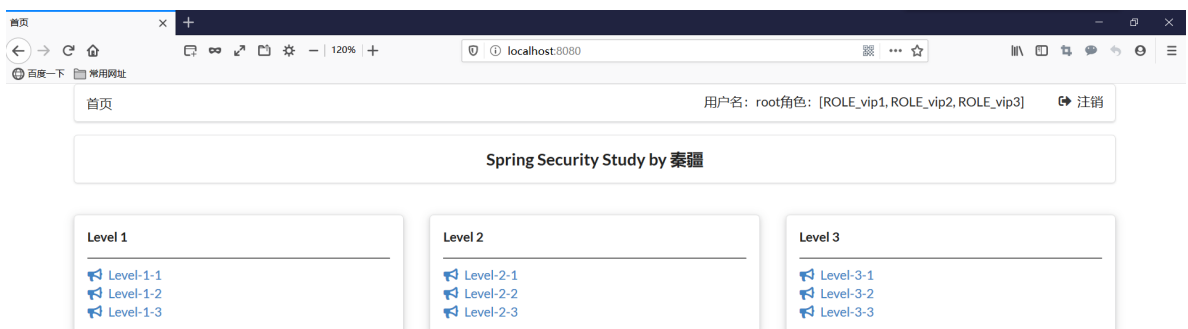 首页
120%
localhost:8080
百度一下 常用网址
首页 用户名：root角色：[ROLE_vip1, ROLE_vip2, ROLE_vip3] 注销
Spring Security Study by 秦疆
Level 1
Level-1-1
Level-1-2
Level-1-3
Level 2
Level-2-1
Level-2-2
Level-2-3
Level 3
Level-3-1
Level-3-2
Level-3-3